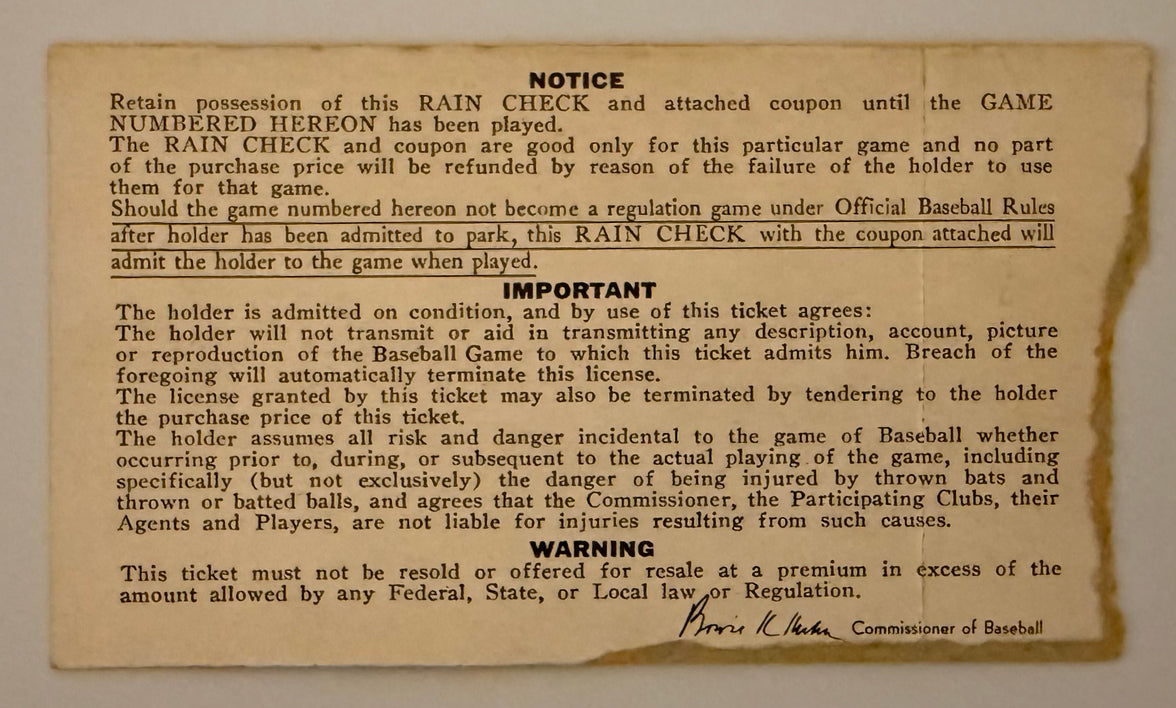 NOTICE
Retain possession of this RAIN CHECK and attached coupon until the GAME
NUMBERED HEREON has been played.
The RAIN CHECK and coupon are good only for this particular game and no part
of the purchase price will be refunded by reason of the failure of the holder to use
them for that game.
Should the game numbered hereon not become a regulation game under Official Baseball Rules
after holder has been admitted to park, this RAIN CHECK with the coupon attached will
admit the holder to the game when played.
IMPORTANT
The holder is admitted on condition, and by use of this ticket agrees:
The holder will not transmit or aid in transmitting any description, account, picture
or reproduction of the Baseball Game to which this ticket admits him. Breach of the
foregoing will automatically terminate this license.
The license granted by this ticket may also be terminated by tendering to the holder
the purchase price of this ticket.
The holder assumes all risk and danger incidental to the game of Baseball whether
occurring prior to, during, or subsequent to the actual playing of the game, including
specifically (but not exclusively) the danger of being injured by thrown bats and
thrown or batted balls, and agrees that the Commissioner, the Participating Clubs, their
Agents and Players, are not liable for injuries resulting from such causes.
WARNING
This ticket must not be resold or offered for resale at a premium in excess of the
amount allowed by any Federal, State, or Local law or Regulation.
Bowie K Kuhn Commissioner of Baseball